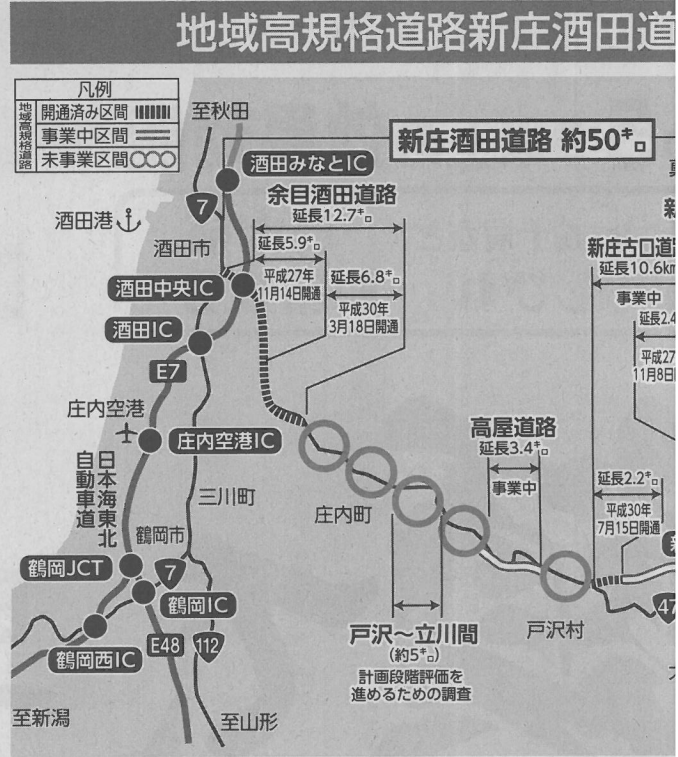 地域高規格道路新庄酒田道
凡例
地域高規格道路
開通済み区間
事業中区間
未事業区間
至秋田
新庄酒田道路 約50㌔
酒田みなとIC
7
余目酒田道路
延長12.7㌔
酒田港
酒田市
延長5.9㌔
平成27年
11月14日開通
延長6.8㌔
平成30年
3月18日開通
新庄古口道
延長10.6km
事業中
延長2.4
平成27
11月8日
酒田中央IC
酒田IC
E7
庄内空港
庄内空港IC
日本海東北
自動車道
三川町
庄内町
高屋道路
延長3.4㌔
事業中
延長2.2㌔
平成30年
7月15日開通
鶴岡市
鶴岡JCT
7
鶴岡IC
鶴岡西IC
E48
112
戸沢〜立川間
(約5㌔)
計画段階評価を
進めるための調査
戸沢村
47
至新潟
至山形